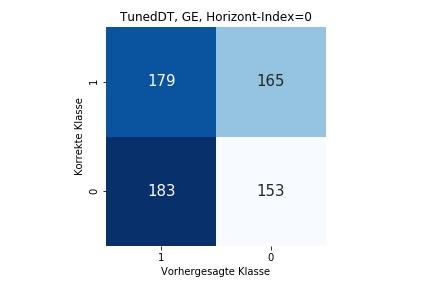 TunedDT, GE, Horizont-Index=0
Korrekte Klasse
1
179
165
0
183
153
1
0
Vorhergesagte Klasse